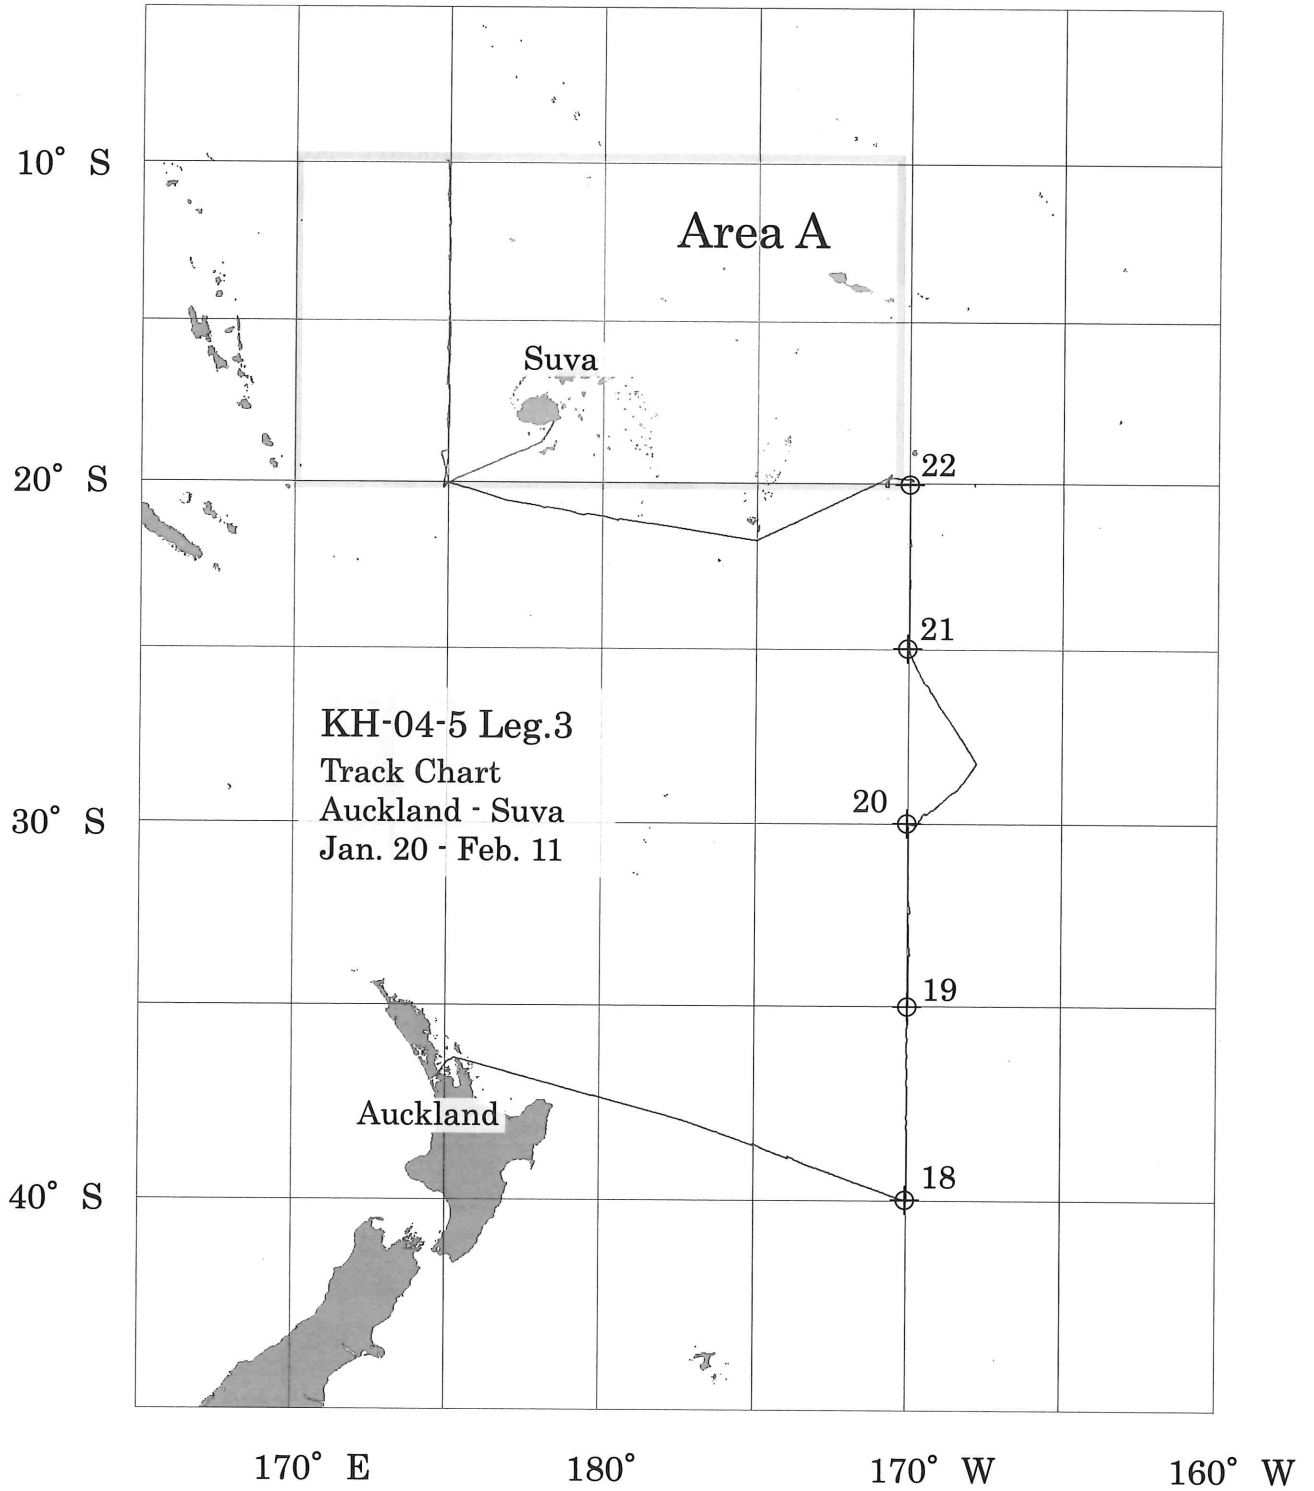 10° S
Area A
Suva
20° S
22
21
KH-04-5 Leg.3
Track Chart
Auckland - Suva
Jan. 20 - Feb. 11
20
30° S
19
Auckland
18
40° S
170° E
180°
170° W
160° W